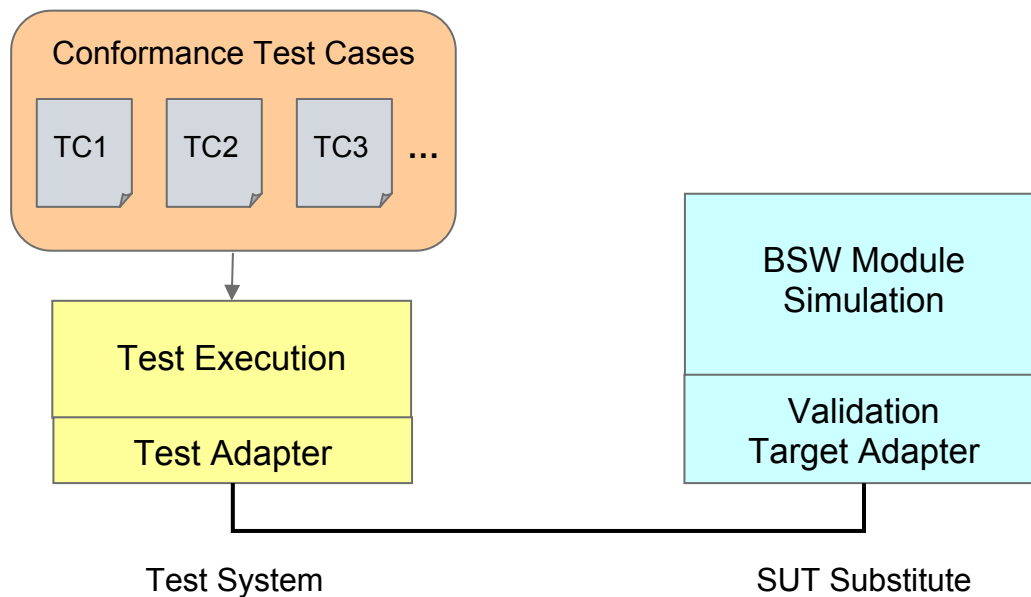 Conformance Test Cases
TC1
TC2
TC3
...
Test Execution
Test Adapter
BSW Module
Simulation
Validation
Target Adapter
Test System
SUT Substitute